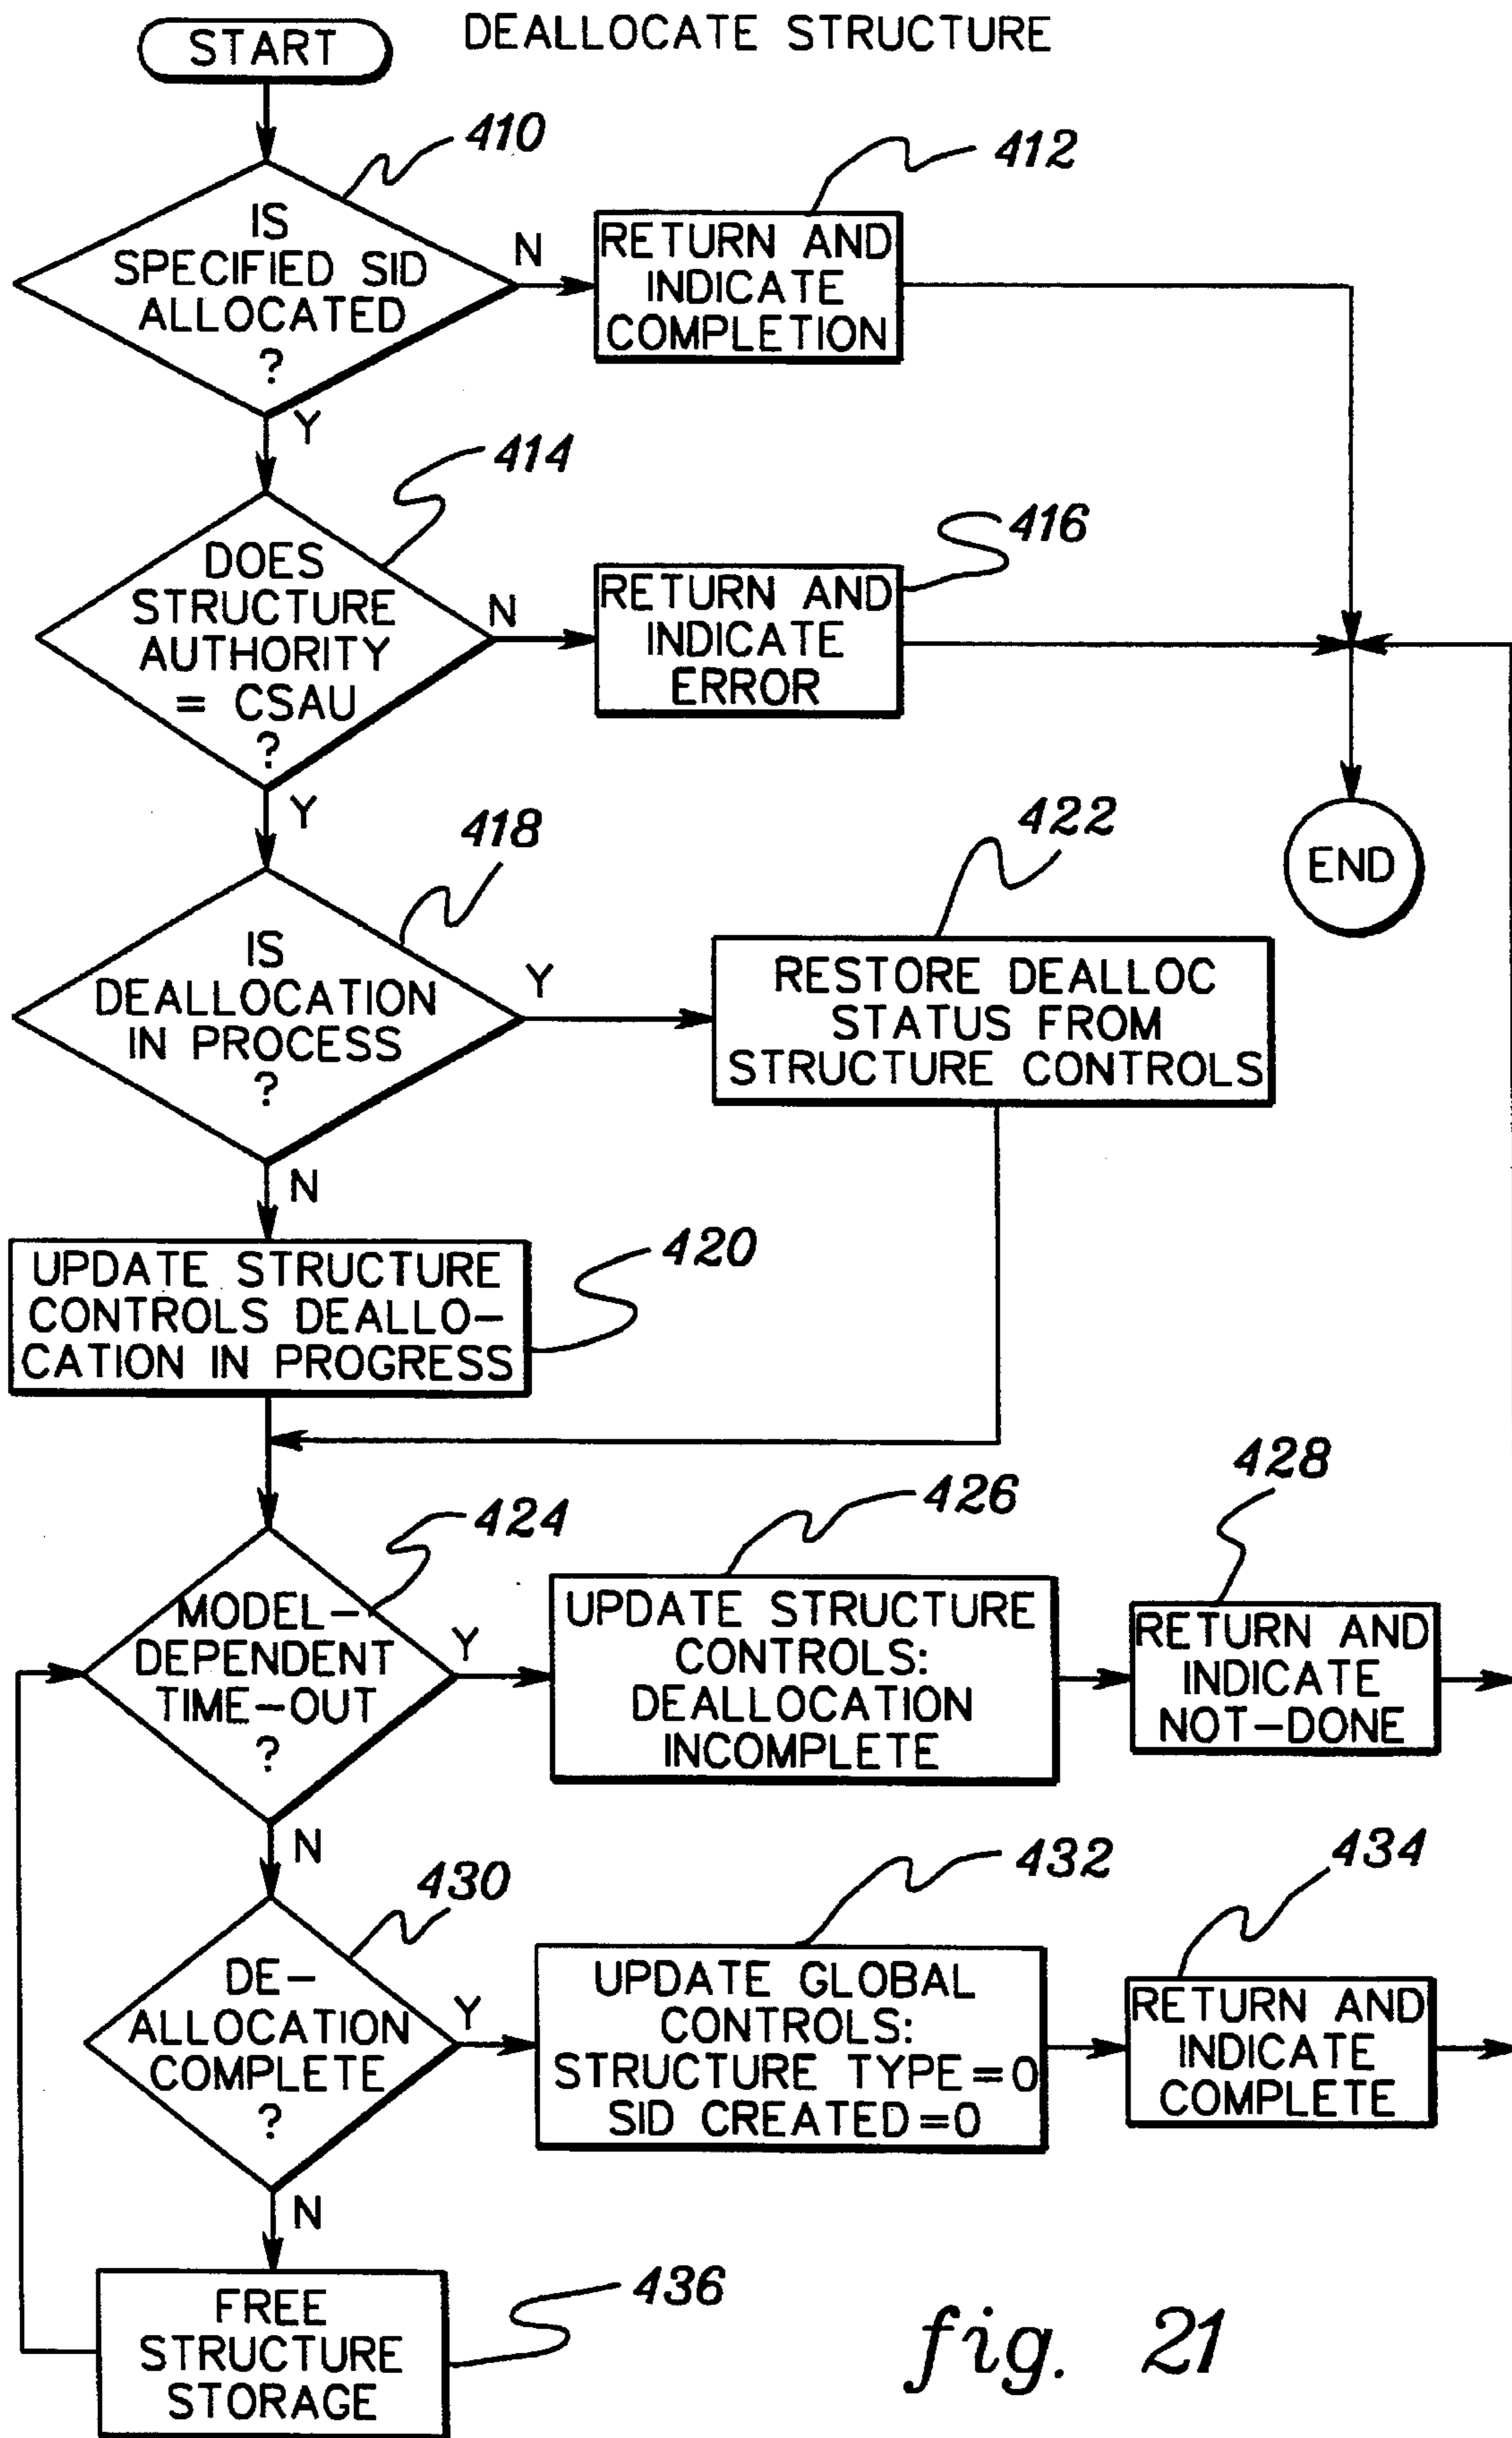 START
DEALLOCATE STRUCTURE
410
412
IS
SPECIFIED SID
ALLOCATED
?
N
RETURN AND
INDICATE
COMPLETION
Y
414
416
DOES
STRUCTURE
AUTHORITY
= CSAU
?
N
RETURN AND
INDICATE
ERROR
Y
418
422
END
IS
DEALLOCATION
IN PROCESS
?
Y
RESTORE DEALLOC
STATUS FROM
STRUCTURE CONTROLS
N
420
UPDATE STRUCTURE
CONTROLS DEALLO-
CATION IN PROGRESS
424
426
428
MODEL-
DEPENDENT
TIME-OUT
?
Y
UPDATE STRUCTURE
CONTROLS:
DEALLOCATION
INCOMPLETE
RETURN AND
INDICATE
NOT-DONE
N
430
432
434
DE-
ALLOCATION
COMPLETE
?
Y
UPDATE GLOBAL
CONTROLS:
STRUCTURE TYPE=0
SID CREATED=0
RETURN AND
INDICATE
COMPLETE
N
436
FREE
STRUCTURE
STORAGE
fig. 21